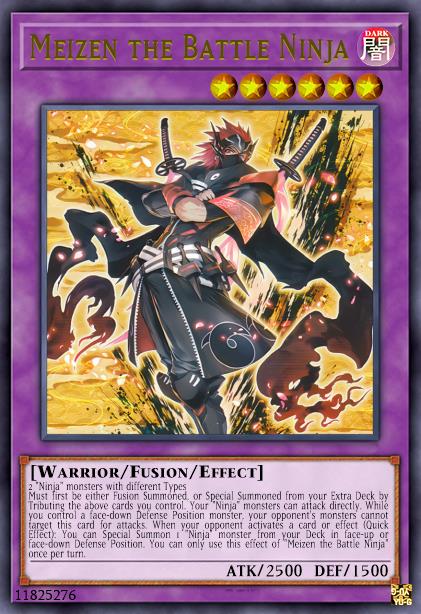 MEIZEN THE BATTLE NINJA
DARK
闇
[WARRIOR/FUSION/EFFECT]
2 "Ninja" monsters with different Types
Must first be either Fusion Summoned, or Special Summoned from your Extra Deck by
Tributing the above cards you control. Your "Ninja" monsters can attack directly. While
you control a face-down Defense Position monster, your opponent's monsters cannot
target this card for attacks. When your opponent activates a card or effect (Quick
Effect): You can Special Summon 1 "Ninja" monster from your Deck in face-up or
face-down Defense Position. You can only use this effect of "Meizen the Battle Ninja"
once per turn.
ATK/2500 DEF/1500
11825276